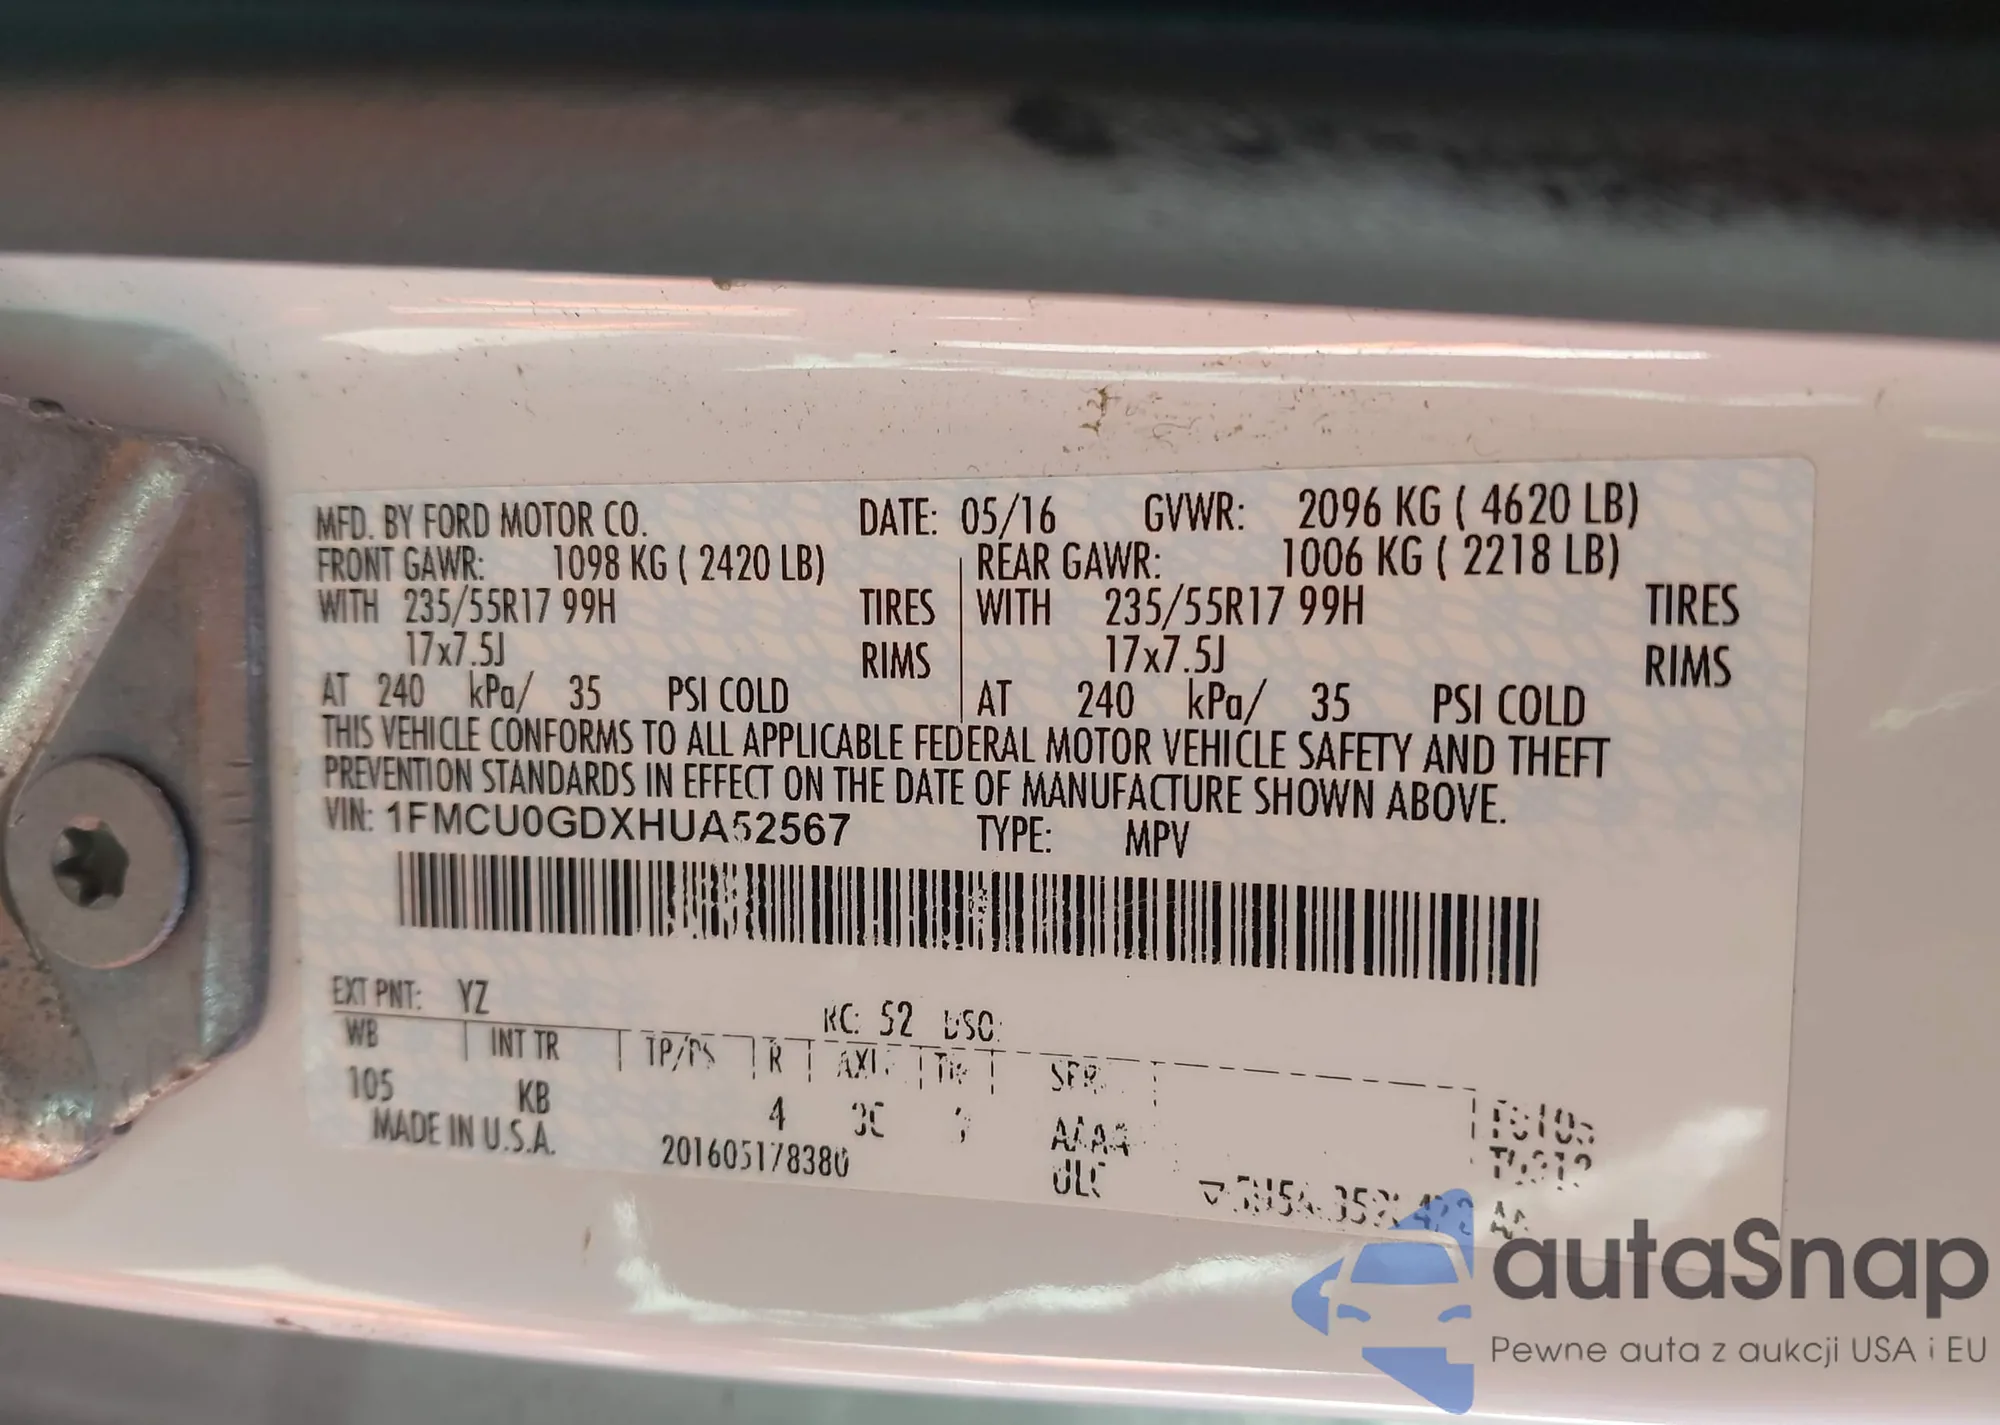 MFD. BY FORD MOTOR CO. DATE: 05/16 GVWR: 2096 KG ( 4620 LB)
FRONT GAWR: 1098 KG ( 2420 LB) REAR GAWR: 1006 KG ( 2218 LB)
WITH 235/55R17 99H TIRES WITH 235/55R17 99H TIRES
17x7.5J RIMS 17x7.5J RIMS
AT 240 kPa/ 35 PSI COLD AT 240 kPa/ 35 PSI COLD
THIS VEHICLE CONFORMS TO ALL APPLICABLE FEDERAL MOTOR VEHICLE SAFETY AND THEFT
PREVENTION STANDARDS IN EFFECT ON THE DATE OF MANUFACTURE SHOWN ABOVE.
VIN: 1FMCU0GDXHUA52567 TYPE: MPV
EXT PNT: YZ RC: 52 DSO:
WB INT TR TP/PS R
105 KB 4
MADE IN U.S.A. 201605178380
autaSnap
Pewne auta z aukcji USA i EU